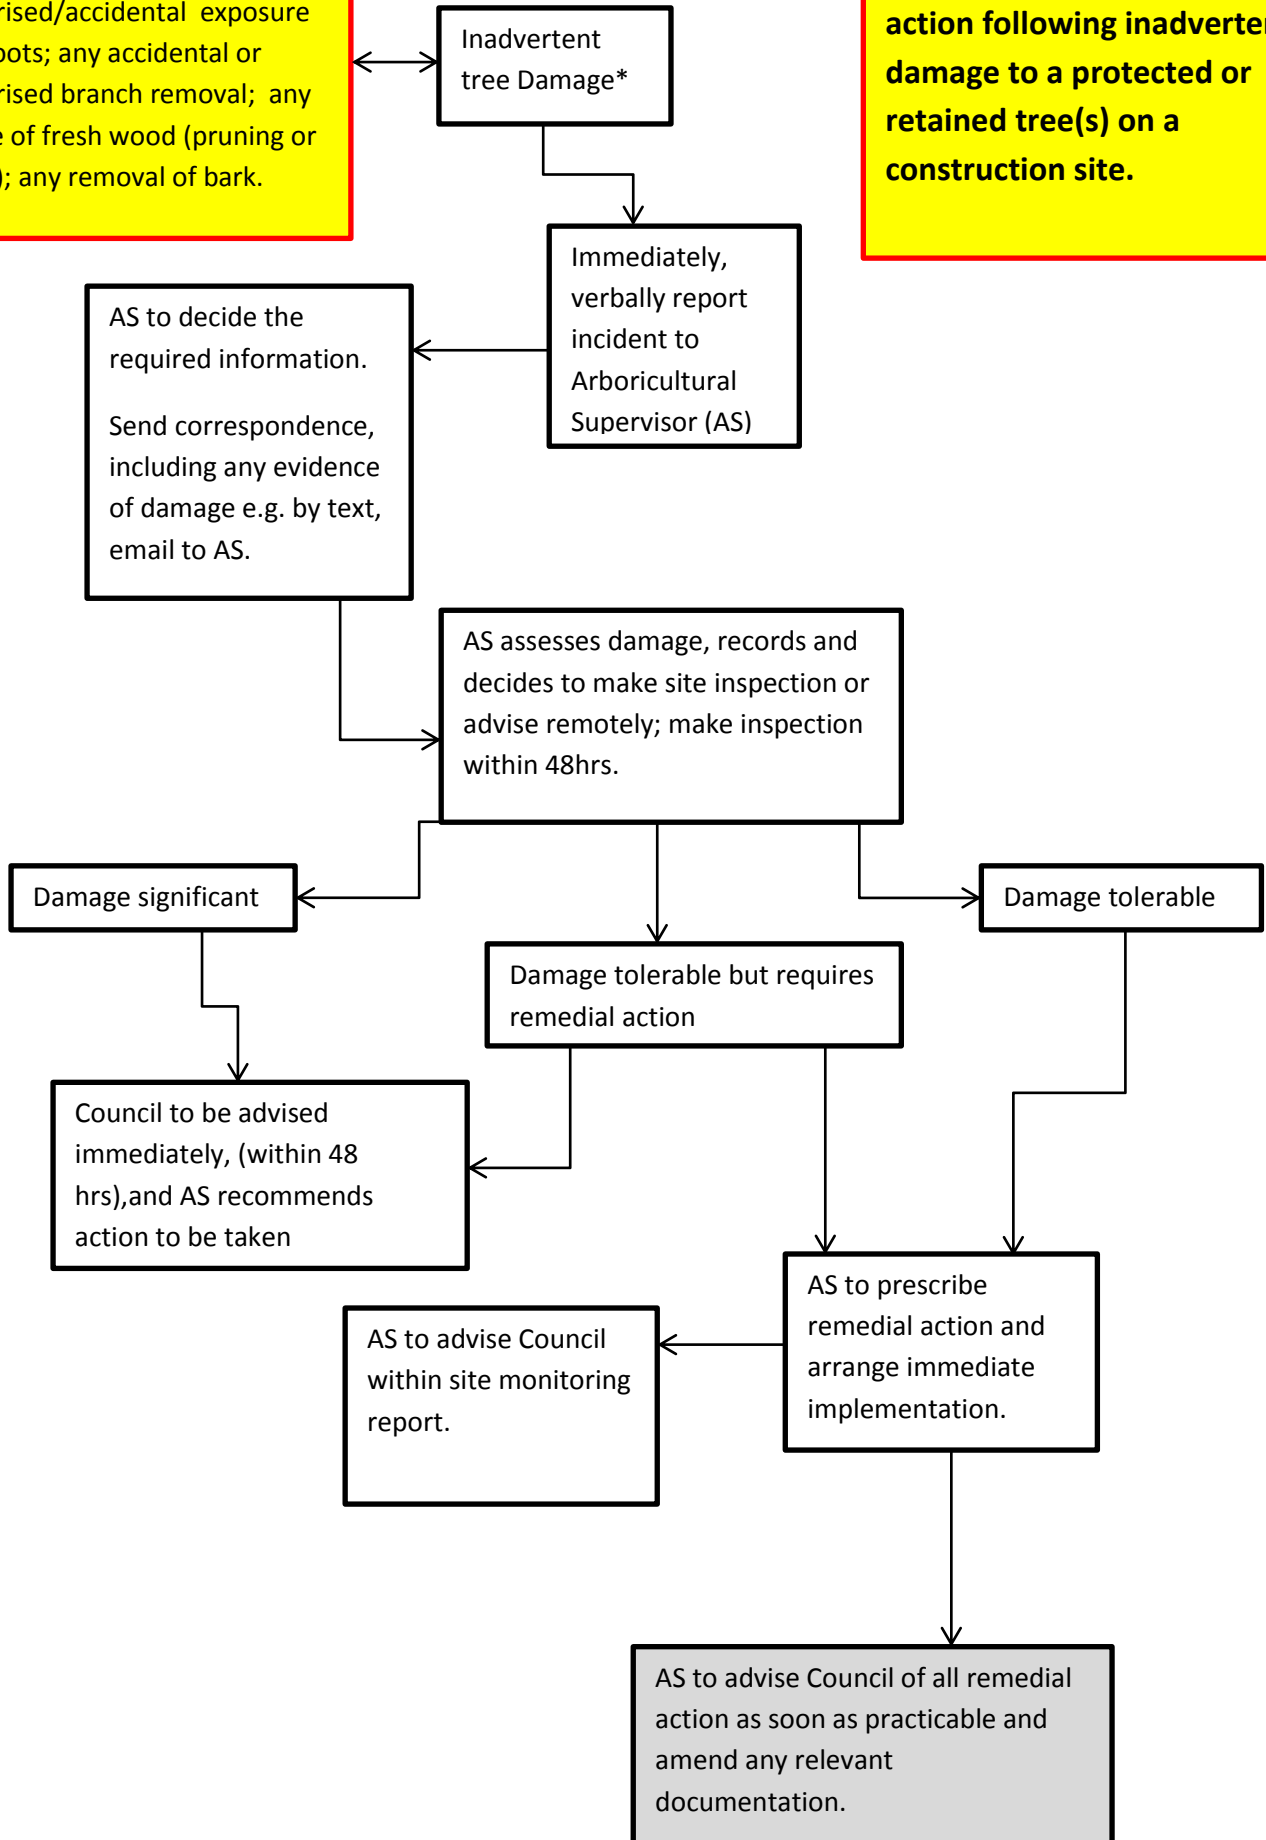 rised/accidental exposure
oots; any accidental or
rised branch removal; any
e of fresh wood (pruning or
); any removal of bark.
Inadvertent
tree Damage*
action following inadverten
damage to a protected or
retained tree(s) on a
construction site.
Immediately,
verbally report
incident to
Arboricultural
Supervisor (AS)
AS to decide the
required information.
Send correspondence,
including any evidence
of damage e.g. by text,
email to AS.
AS assesses damage, records and
decides to make site inspection or
advise remotely; make inspection
within 48hrs.
Damage significant
Damage tolerable
Damage tolerable but requires
remedial action
Council to be advised
immediately, (within 48
hrs),and AS recommends
action to be taken
AS to prescribe
remedial action and
arrange immediate
implementation.
AS to advise Council
within site monitoring
report.
AS to advise Council of all remedial
action as soon as practicable and
amend any relevant
documentation.